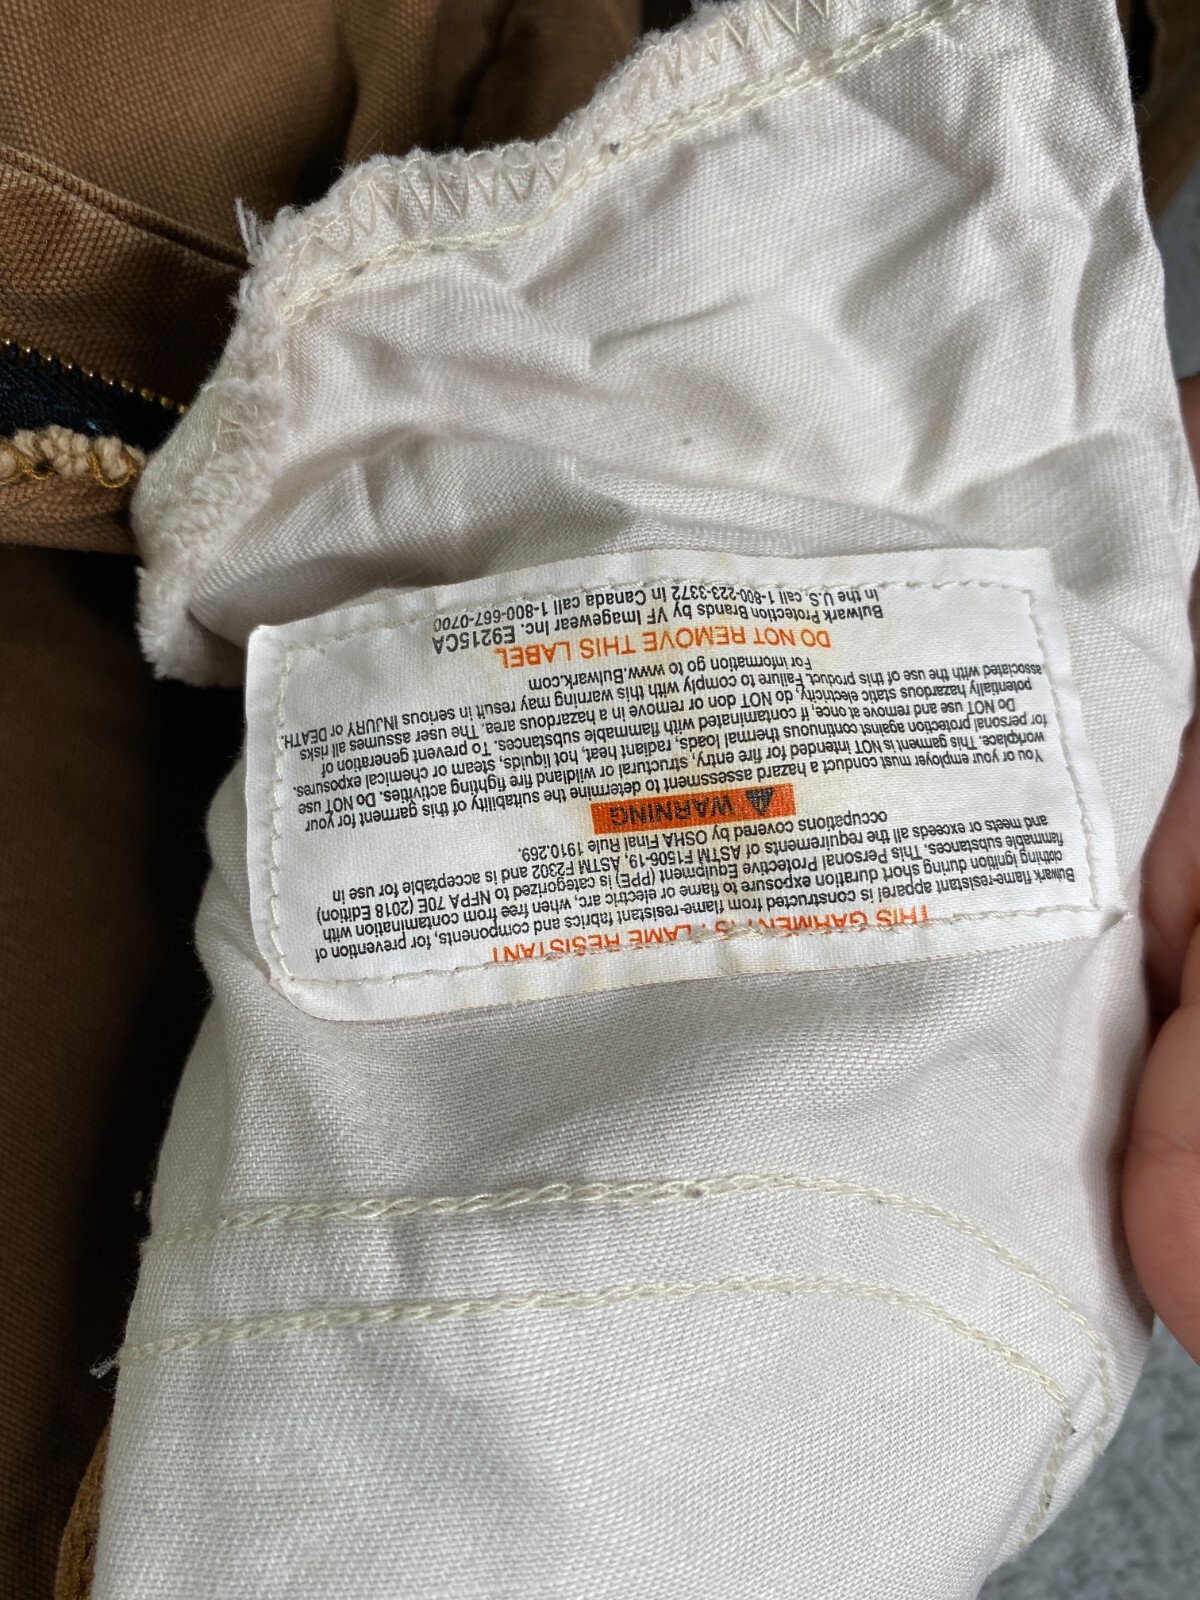 THIS GARMENT IS FLAME RESISTANT
Bulwark flame-resistant apparel is constructed from flame-resistant fabrics and components, for prevention of
clothing ignition during short duration exposure to flame or electric arc, when free from contamination with
flammable substances. This Personal Protective Equipment (PPE) is categorized to NFPA 70E (2018 Edition)
and meets or exceeds all the requirements of ASTM F1506-19, ASTM F2302 and is acceptable for use in
occupations covered by OSHA Final Rule 1910.269.
⚠ WARNING
You or your employer must conduct a hazard assessment to determine the suitability of this garment for your
workplace. This garment is NOT intended for fire entry, structural or wildland fire fighting activities. Do NOT use
for personal protection against continuous thermal loads, radiant heat, hot liquids, steam or chemical exposures.
Do NOT use and remove at once, if contaminated with flammable substances. To prevent generation of
potentially hazardous static electricity, do NOT don or remove in a hazardous area. The user assumes all risks
associated with the use of this product. Failure to comply with this warning may result in serious INJURY or DEATH.
For information go to www.Bulwark.com
DO NOT REMOVE THIS LABEL
Bulwark Protection Brands by VF Imagewear Inc. E9215CA
In the U.S. call 1-800-223-3372 In Canada call 1-800-667-0700